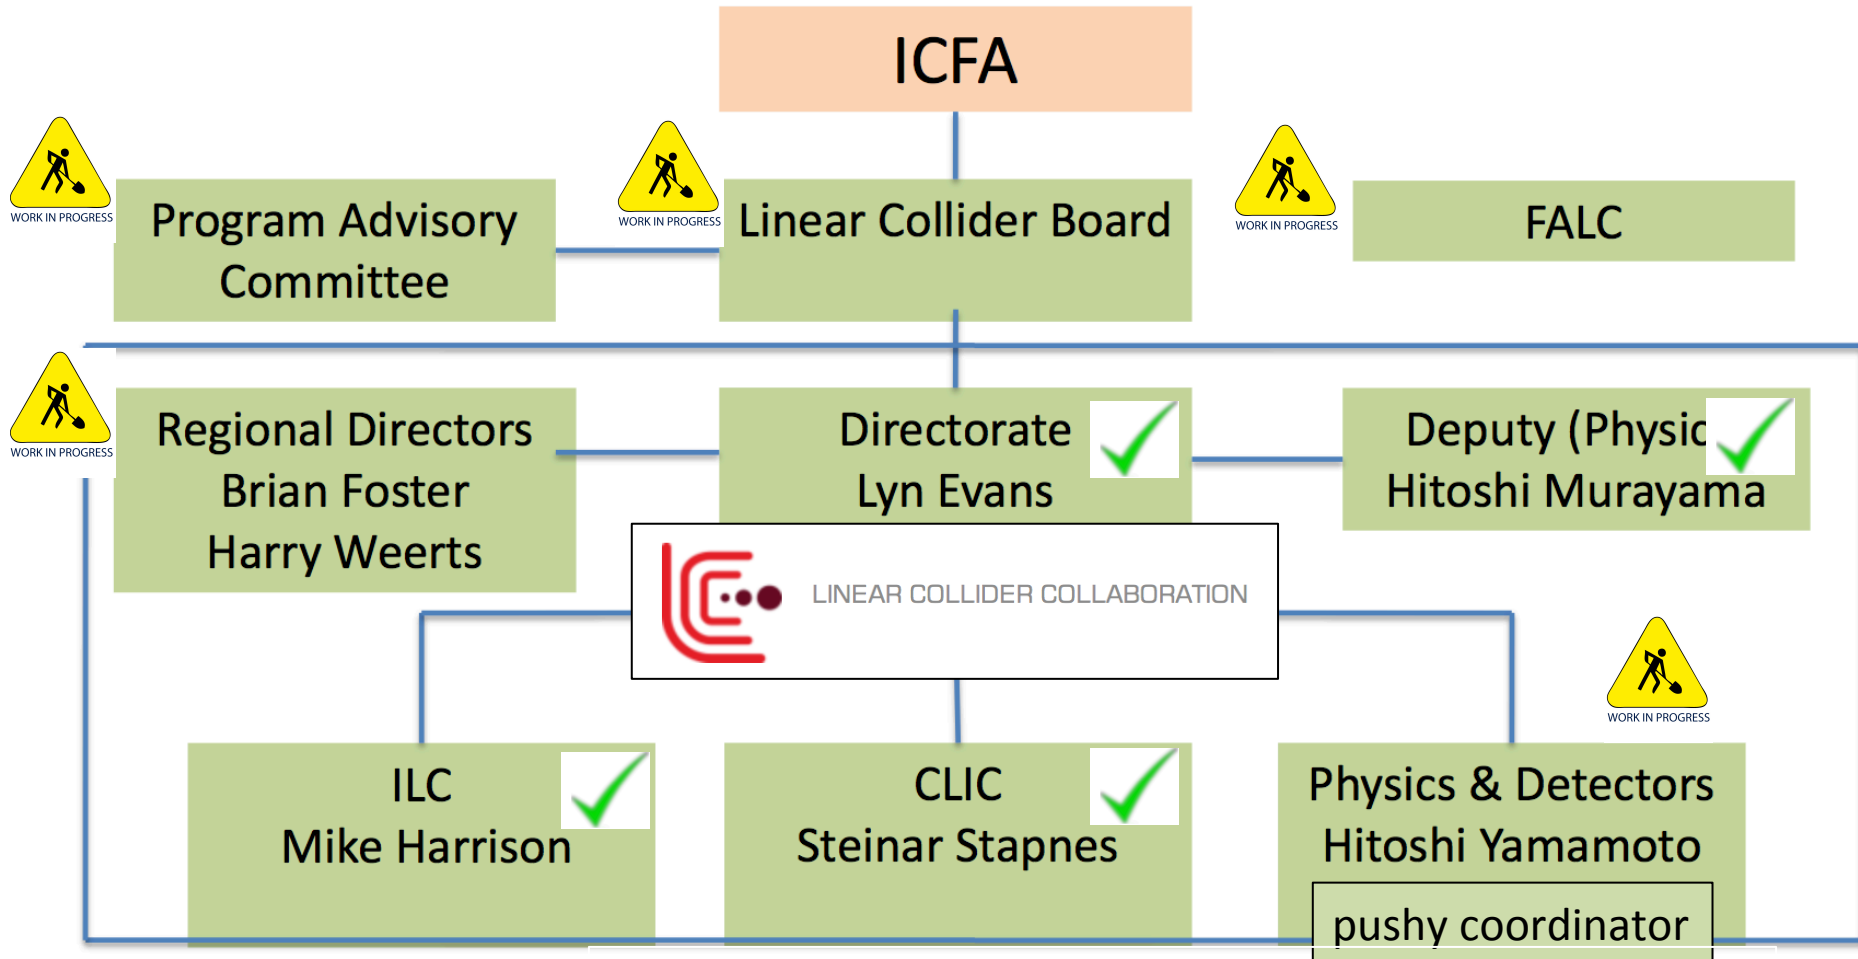 ICFA
WORK IN PROGRESS
Program Advisory
Committee
WORK IN PROGRESS
Linear Collider Board
WORK IN PROGRESS
FALC
WORK IN PROGRESS
Regional Directors
Brian Foster
Harry Weerts
Directorate
Lyn Evans
Deputy (Physic
Hitoshi Murayama
LINEAR COLLIDER COLLABORATION
WORK IN PROGRESS
ILC
Mike Harrison
CLIC
Steinar Stapnes
Physics & Detectors
Hitoshi Yamamoto
pushy coordinator